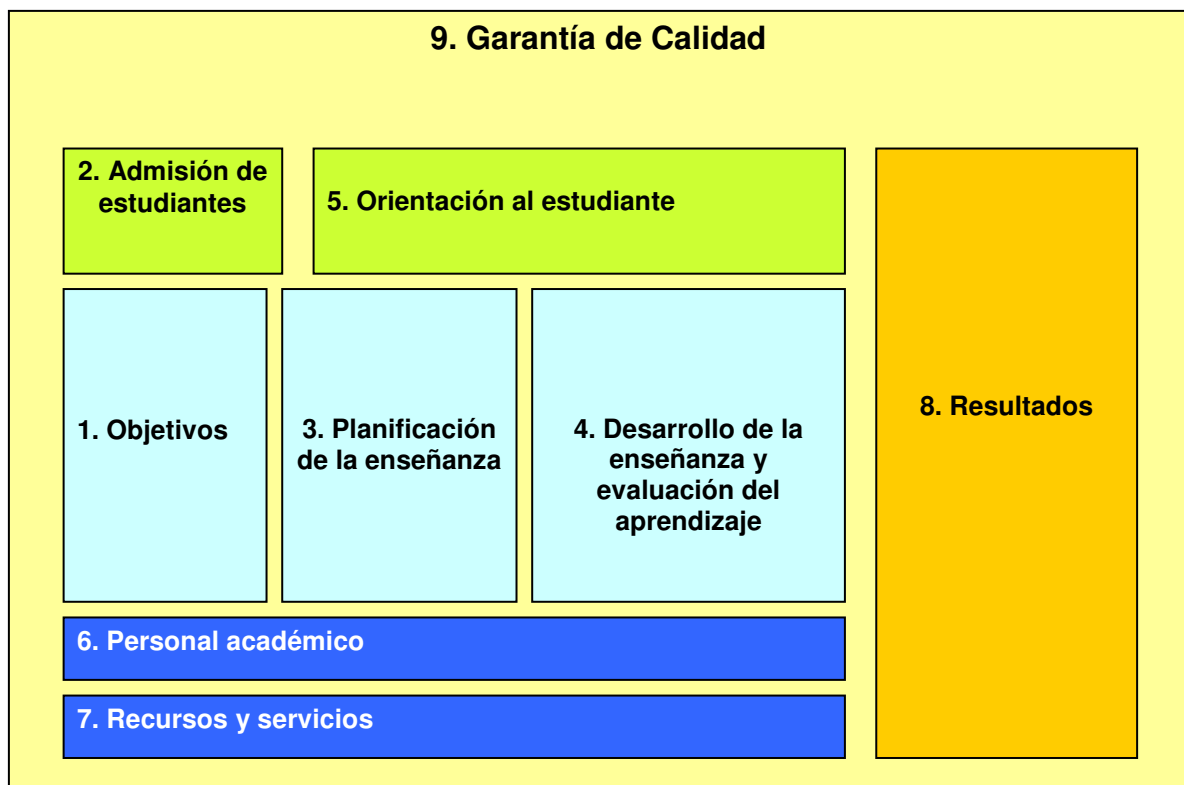 9. Garantía de Calidad
2. Admisión de
estudiantes
5. Orientación al estudiante
1. Objetivos
3. Planificación
de la enseñanza
4. Desarrollo de la
enseñanza y
evaluación del
aprendizaje
8. Resultados
6. Personal académico
7. Recursos y servicios